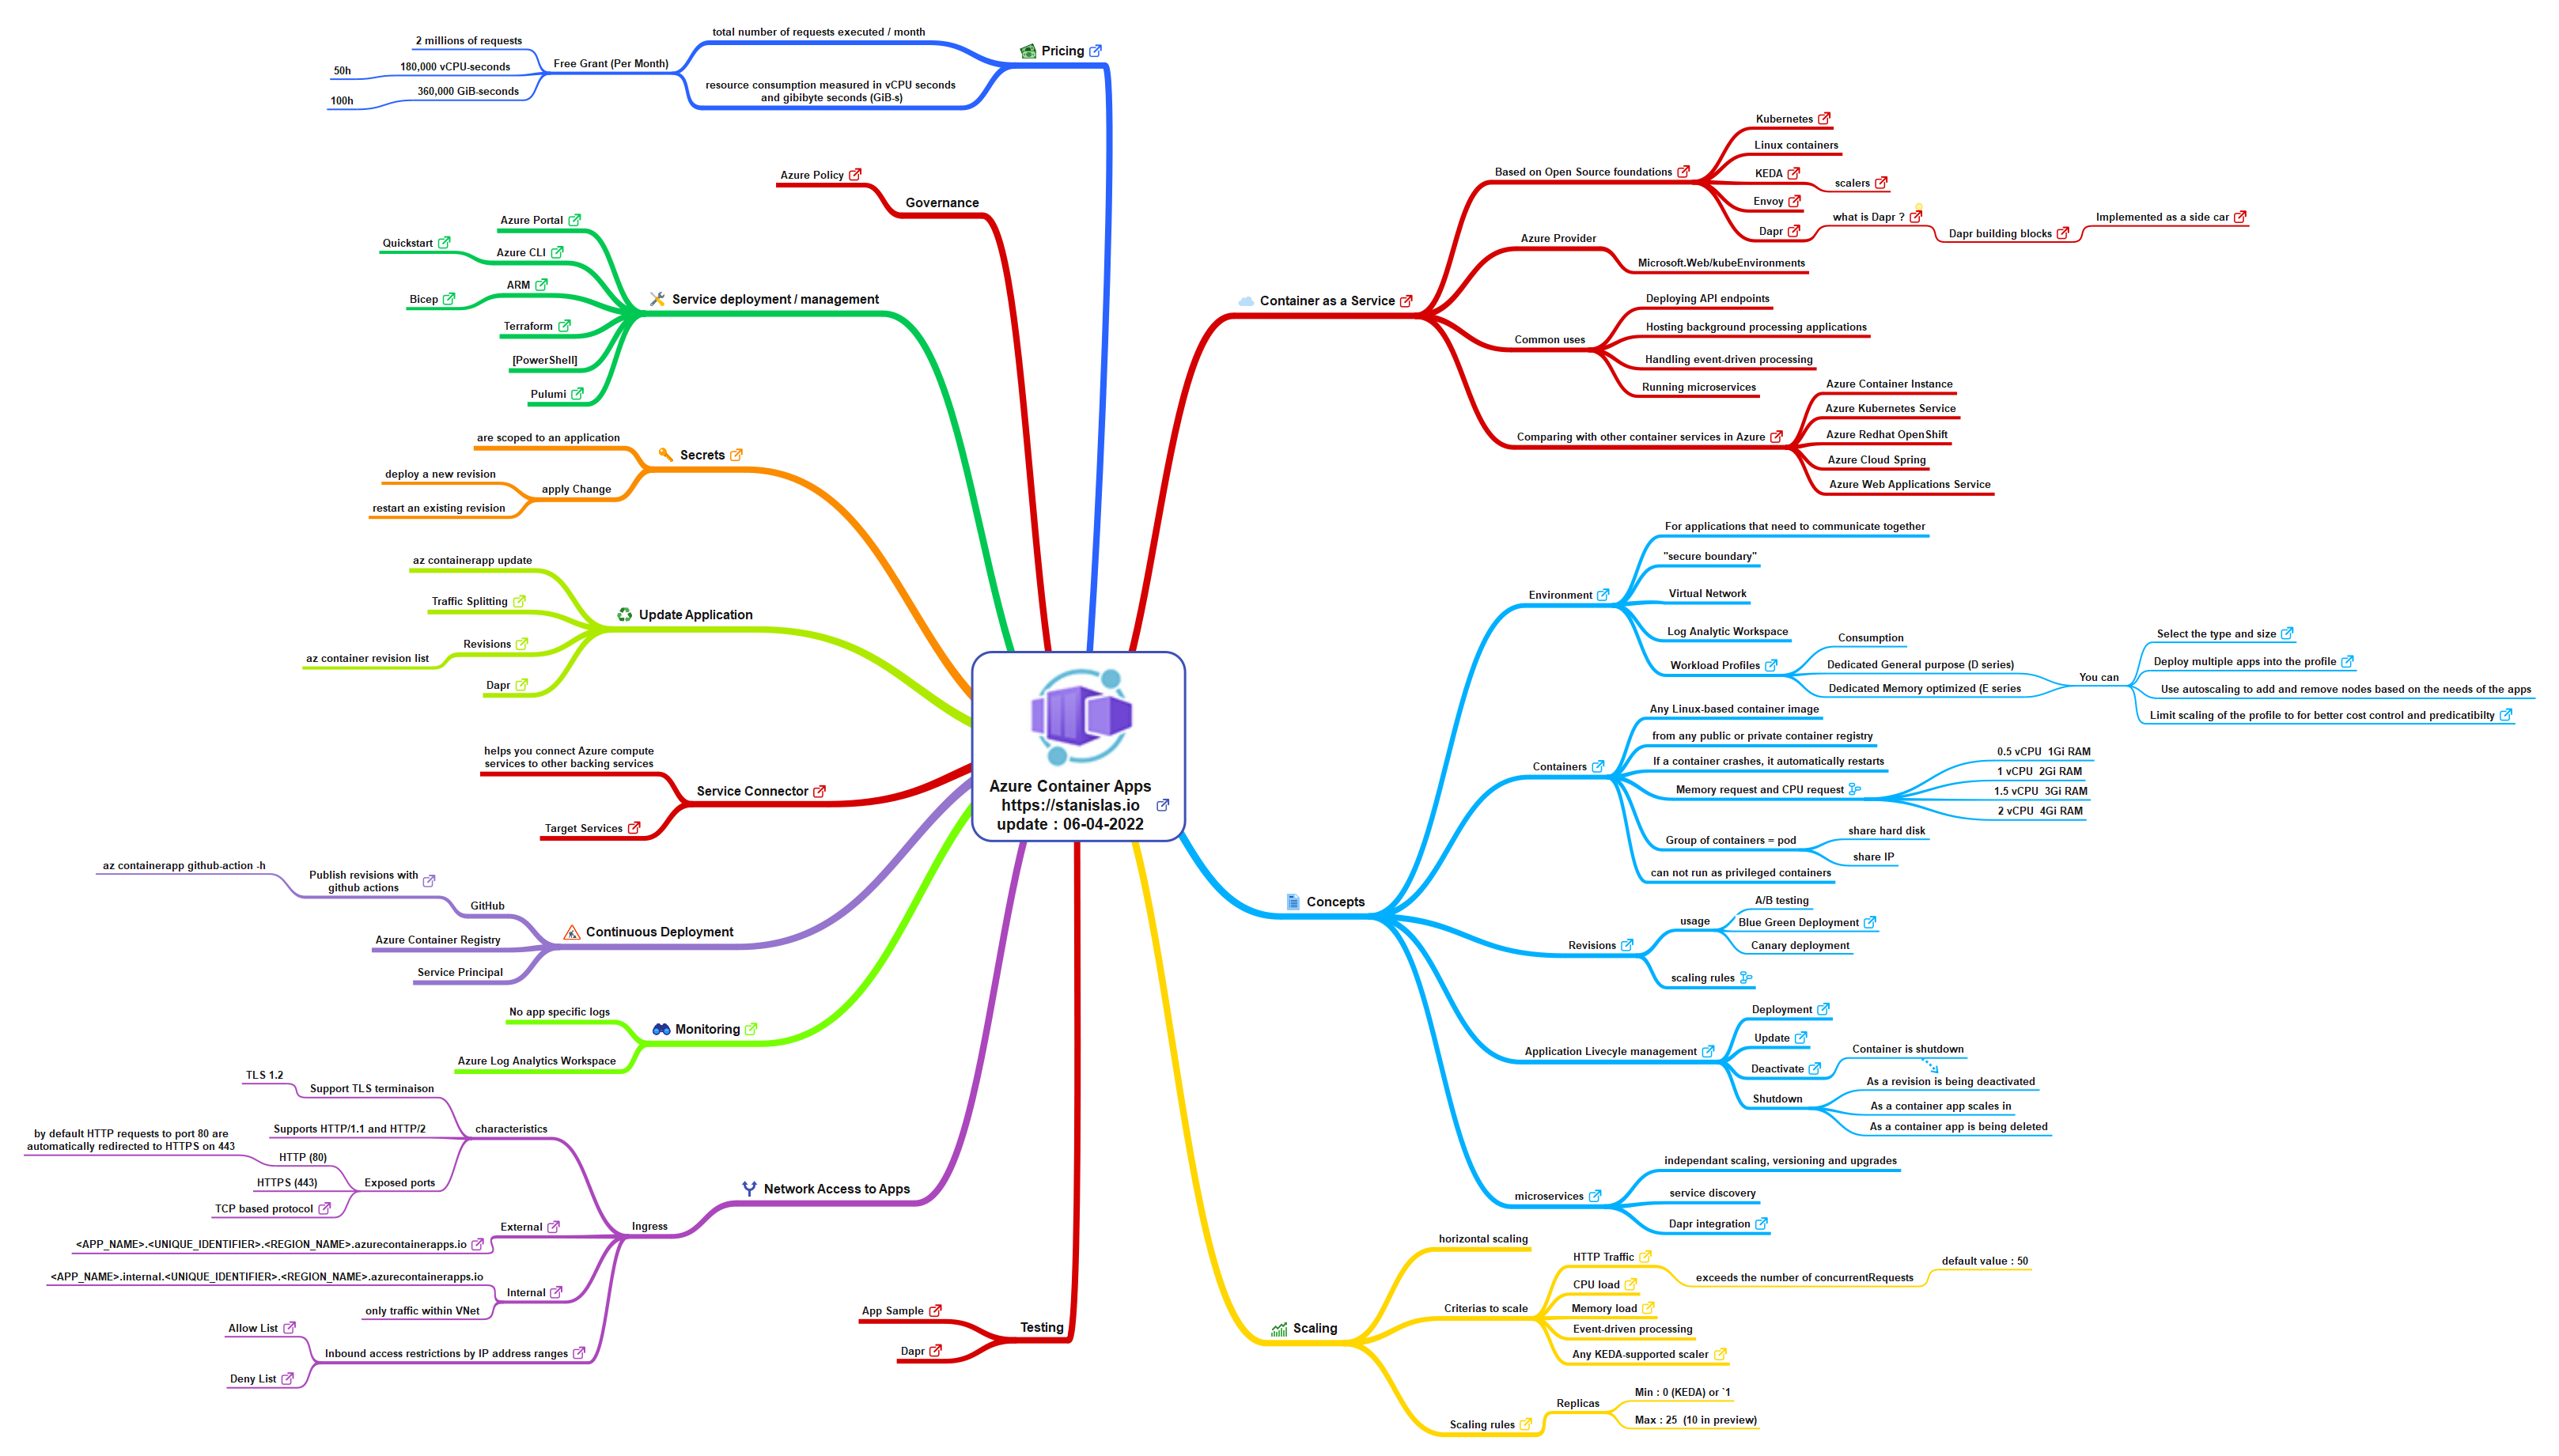 Azure Container Apps
https://stanislas.io
update : 06-04-2022
Pricing
total number of requests executed / month
resource consumption measured in vCPU seconds
and gibibyte seconds (GiB-s)
Free Grant (Per Month)
2 millions of requests
180,000 vCPU-seconds
50h
360,000 GiB-seconds
100h
Governance
Azure Policy
Service deployment / management
Azure Portal
Azure CLI
Quickstart
ARM
Bicep
Terraform
[PowerShell]
Pulumi
Secrets
are scoped to an application
apply Change
deploy a new revision
restart an existing revision
Update Application
az containerapp update
Traffic Splitting
Revisions
az container revision list
Dapr
Service Connector
helps you connect Azure compute
services to other backing services
Target Services
Continuous Deployment
GitHub
Publish revisions with
github actions
az containerapp github-action -h
Azure Container Registry
Service Principal
Monitoring
No app specific logs
Azure Log Analytics Workspace
Network Access to Apps
Ingress
characteristics
Support TLS terminaison
TLS 1.2
Supports HTTP/1.1 and HTTP/2
Exposed ports
HTTP (80)
by default HTTP requests to port 80 are
automatically redirected to HTTPS on 443
HTTPS (443)
TCP based protocol
External
<APP_NAME>.<UNIQUE_IDENTIFIER>.<REGION_NAME>.azurecontainerapps.io
Internal
<APP_NAME>.internal.<UNIQUE_IDENTIFIER>.<REGION_NAME>.azurecontainerapps.io
only traffic within VNet
Inbound access restrictions by IP address ranges
Allow List
Deny List
Testing
App Sample
Dapr
Container as a Service
Based on Open Source foundations
Kubernetes
Linux containers
KEDA
scalers
Envoy
Dapr
what is Dapr ?
Dapr building blocks
Implemented as a side car
Azure Provider
Microsoft.Web/kubeEnvironments
Common uses
Deploying API endpoints
Hosting background processing applications
Handling event-driven processing
Running microservices
Comparing with other container services in Azure
Azure Container Instance
Azure Kubernetes Service
Azure Redhat OpenShift
Azure Cloud Spring
Azure Web Applications Service
Concepts
Environment
For applications that need to communicate together
"secure boundary"
Virtual Network
Log Analytic Workspace
Workload Profiles
Consumption
Dedicated General purpose (D series)
Dedicated Memory optimized (E series
You can
Select the type and size
Deploy multiple apps into the profile
Use autoscaling to add and remove nodes based on the needs of the apps
Limit scaling of the profile to for better cost control and predicatibilty
Containers
Any Linux-based container image
from any public or private container registry
If a container crashes, it automatically restarts
Memory request and CPU request
0.5 vCPU 1Gi RAM
1 vCPU 2Gi RAM
1.5 vCPU 3Gi RAM
2 vCPU 4Gi RAM
Group of containers = pod
share hard disk
share IP
can not run as privileged containers
Revisions
usage
A/B testing
Blue Green Deployment
Canary deployment
scaling rules
Application Livecyle management
Deployment
Update
Deactivate
Container is shutdown
Shutdown
As a revision is being deactivated
As a container app scales in
As a container app is being deleted
microservices
independant scaling, versioning and upgrades
service discovery
Dapr integration
Scaling
horizontal scaling
Criterias to scale
HTTP Traffic
exceeds the number of concurrentRequests
default value : 50
CPU load
Memory load
Event-driven processing
Any KEDA-supported scaler
Scaling rules
Replicas
Min : 0 (KEDA) or `1
Max : 25 (10 in preview)